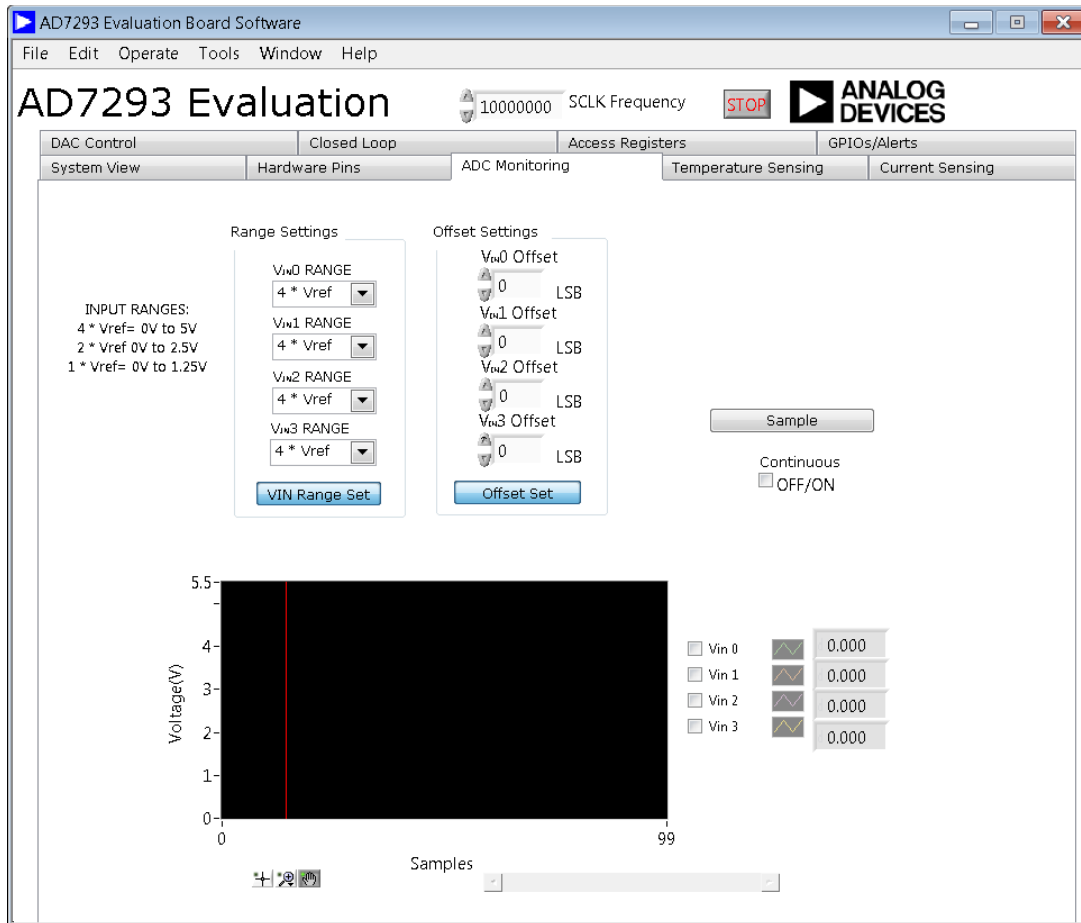 AD7293 Evaluation Board Software
File Edit Operate Tools Window Help
AD7293 Evaluation
10000000 SCLK Frequency
STOP
ANALOG
DEVICES
DAC Control Closed Loop Access Registers GPIOs/Alerts
System View Hardware Pins ADC Monitoring Temperature Sensing Current Sensing
INPUT RANGES:
4 * Vref= 0V to 5V
2 * Vref 0V to 2.5V
1 * Vref= 0V to 1.25V
Range Settings
VIN0 RANGE
4 * Vref
VIN1 RANGE
4 * Vref
VIN2 RANGE
4 * Vref
VIN3 RANGE
4 * Vref
VIN Range Set
Offset Settings
VIN0 Offset
0 LSB
VIN1 Offset
0 LSB
VIN2 Offset
0 LSB
VIN3 Offset
0 LSB
Offset Set
Sample
Continuous
OFF/ON
Voltage(V)
5.5
4
3
2
1
0
0 99
Samples
Vin 0 0.000
Vin 1 0.000
Vin 2 0.000
Vin 3 0.000